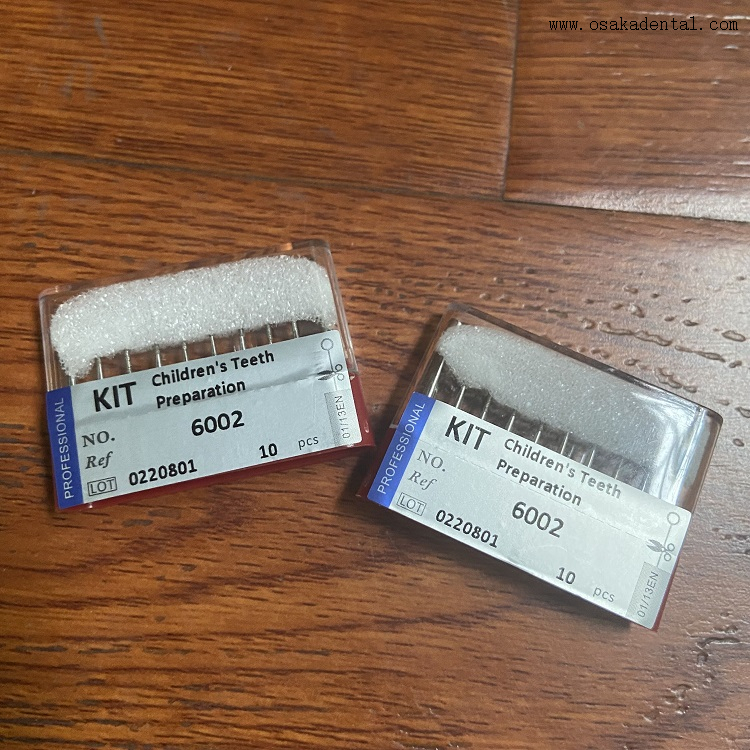 www.osakadental.com
PROFESSIONAL
KIT Children's Teeth
Preparation
NO. 6002
Ref
LOT 0220801 10 pcs
01/13EN
PROFESSIONAL
KIT Children's Teeth
Preparation
NO. 6002
Ref
LOT 0220801 10 pcs
01/13EN